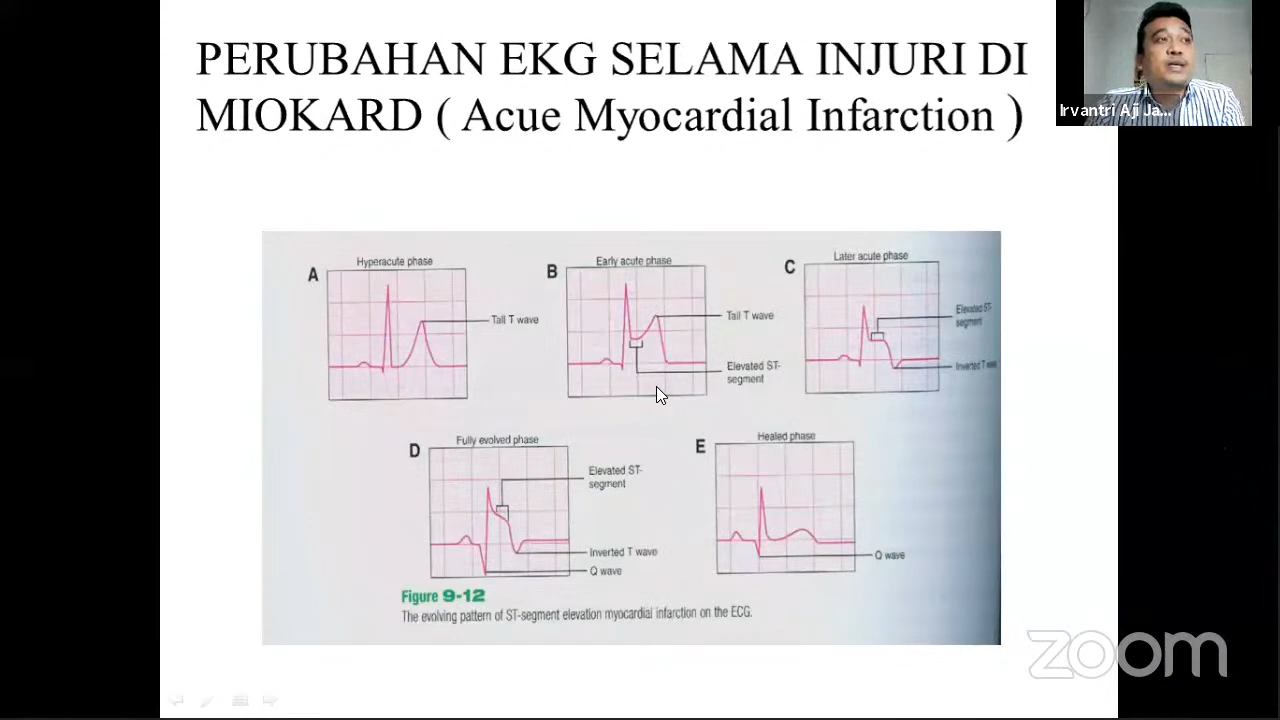 PERUBAHAN EKG SELAMA INJURI DI
MIOKARD ( Acue Myocardial Infarction )
Irvantri Aji Ja...
A
Hyperacute phase
Tall T wave
B
Early acute phase
Tall T wave
Elevated ST-
segment
C
Later acute phase
Elevated ST-
segment
Inverted T wave
D
Fully evolved phase
Elevated ST-
segment
Inverted T wave
Q wave
E
Healed phase
Q wave
Figure 9-12
The evolving pattern of ST-segment elevation myocardial infarction on the ECG.
zoom